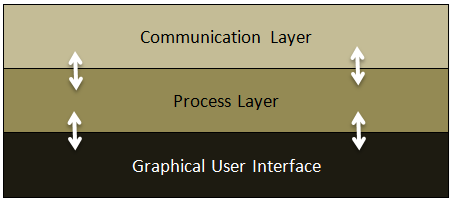 Communication Layer
Process Layer
Graphical User Interface